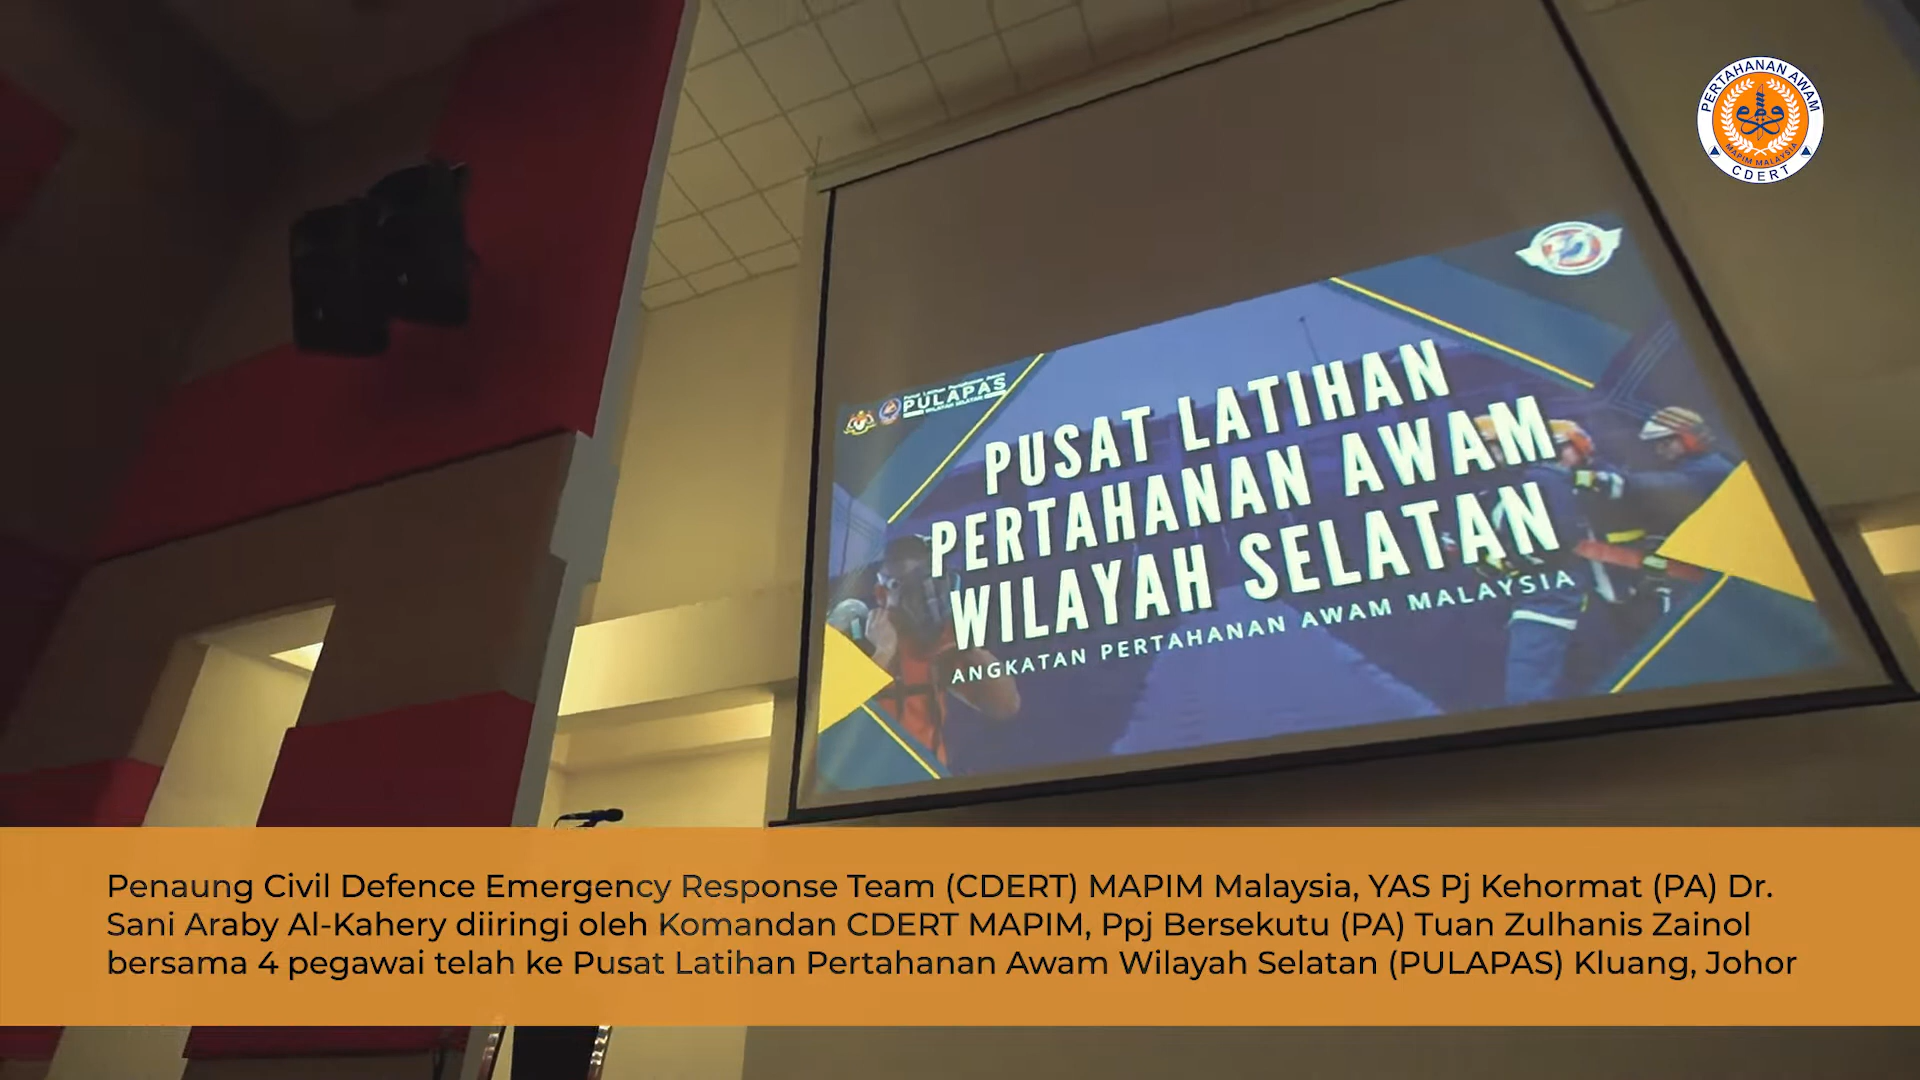 PERTAHANAN AWAM
MAPIM MALAYSIA
CDERT
PULAPAS
WILAYAH SELATAN
PUSAT LATIHAN
PERTAHANAN AWAM
WILAYAH SELATAN
ANGKATAN PERTAHANAN AWAM MALAYSIA
Penaung Civil Defence Emergency Response Team (CDERT) MAPIM Malaysia, YAS Pj Kehormat (PA) Dr.
Sani Araby Al-Kahery diiringi oleh Komandan CDERT MAPIM, Ppj Bersekutu (PA) Tuan Zulhanis Zainol
bersama 4 pegawai telah ke Pusat Latihan Pertahanan Awam Wilayah Selatan (PULAPAS) Kluang, Johor